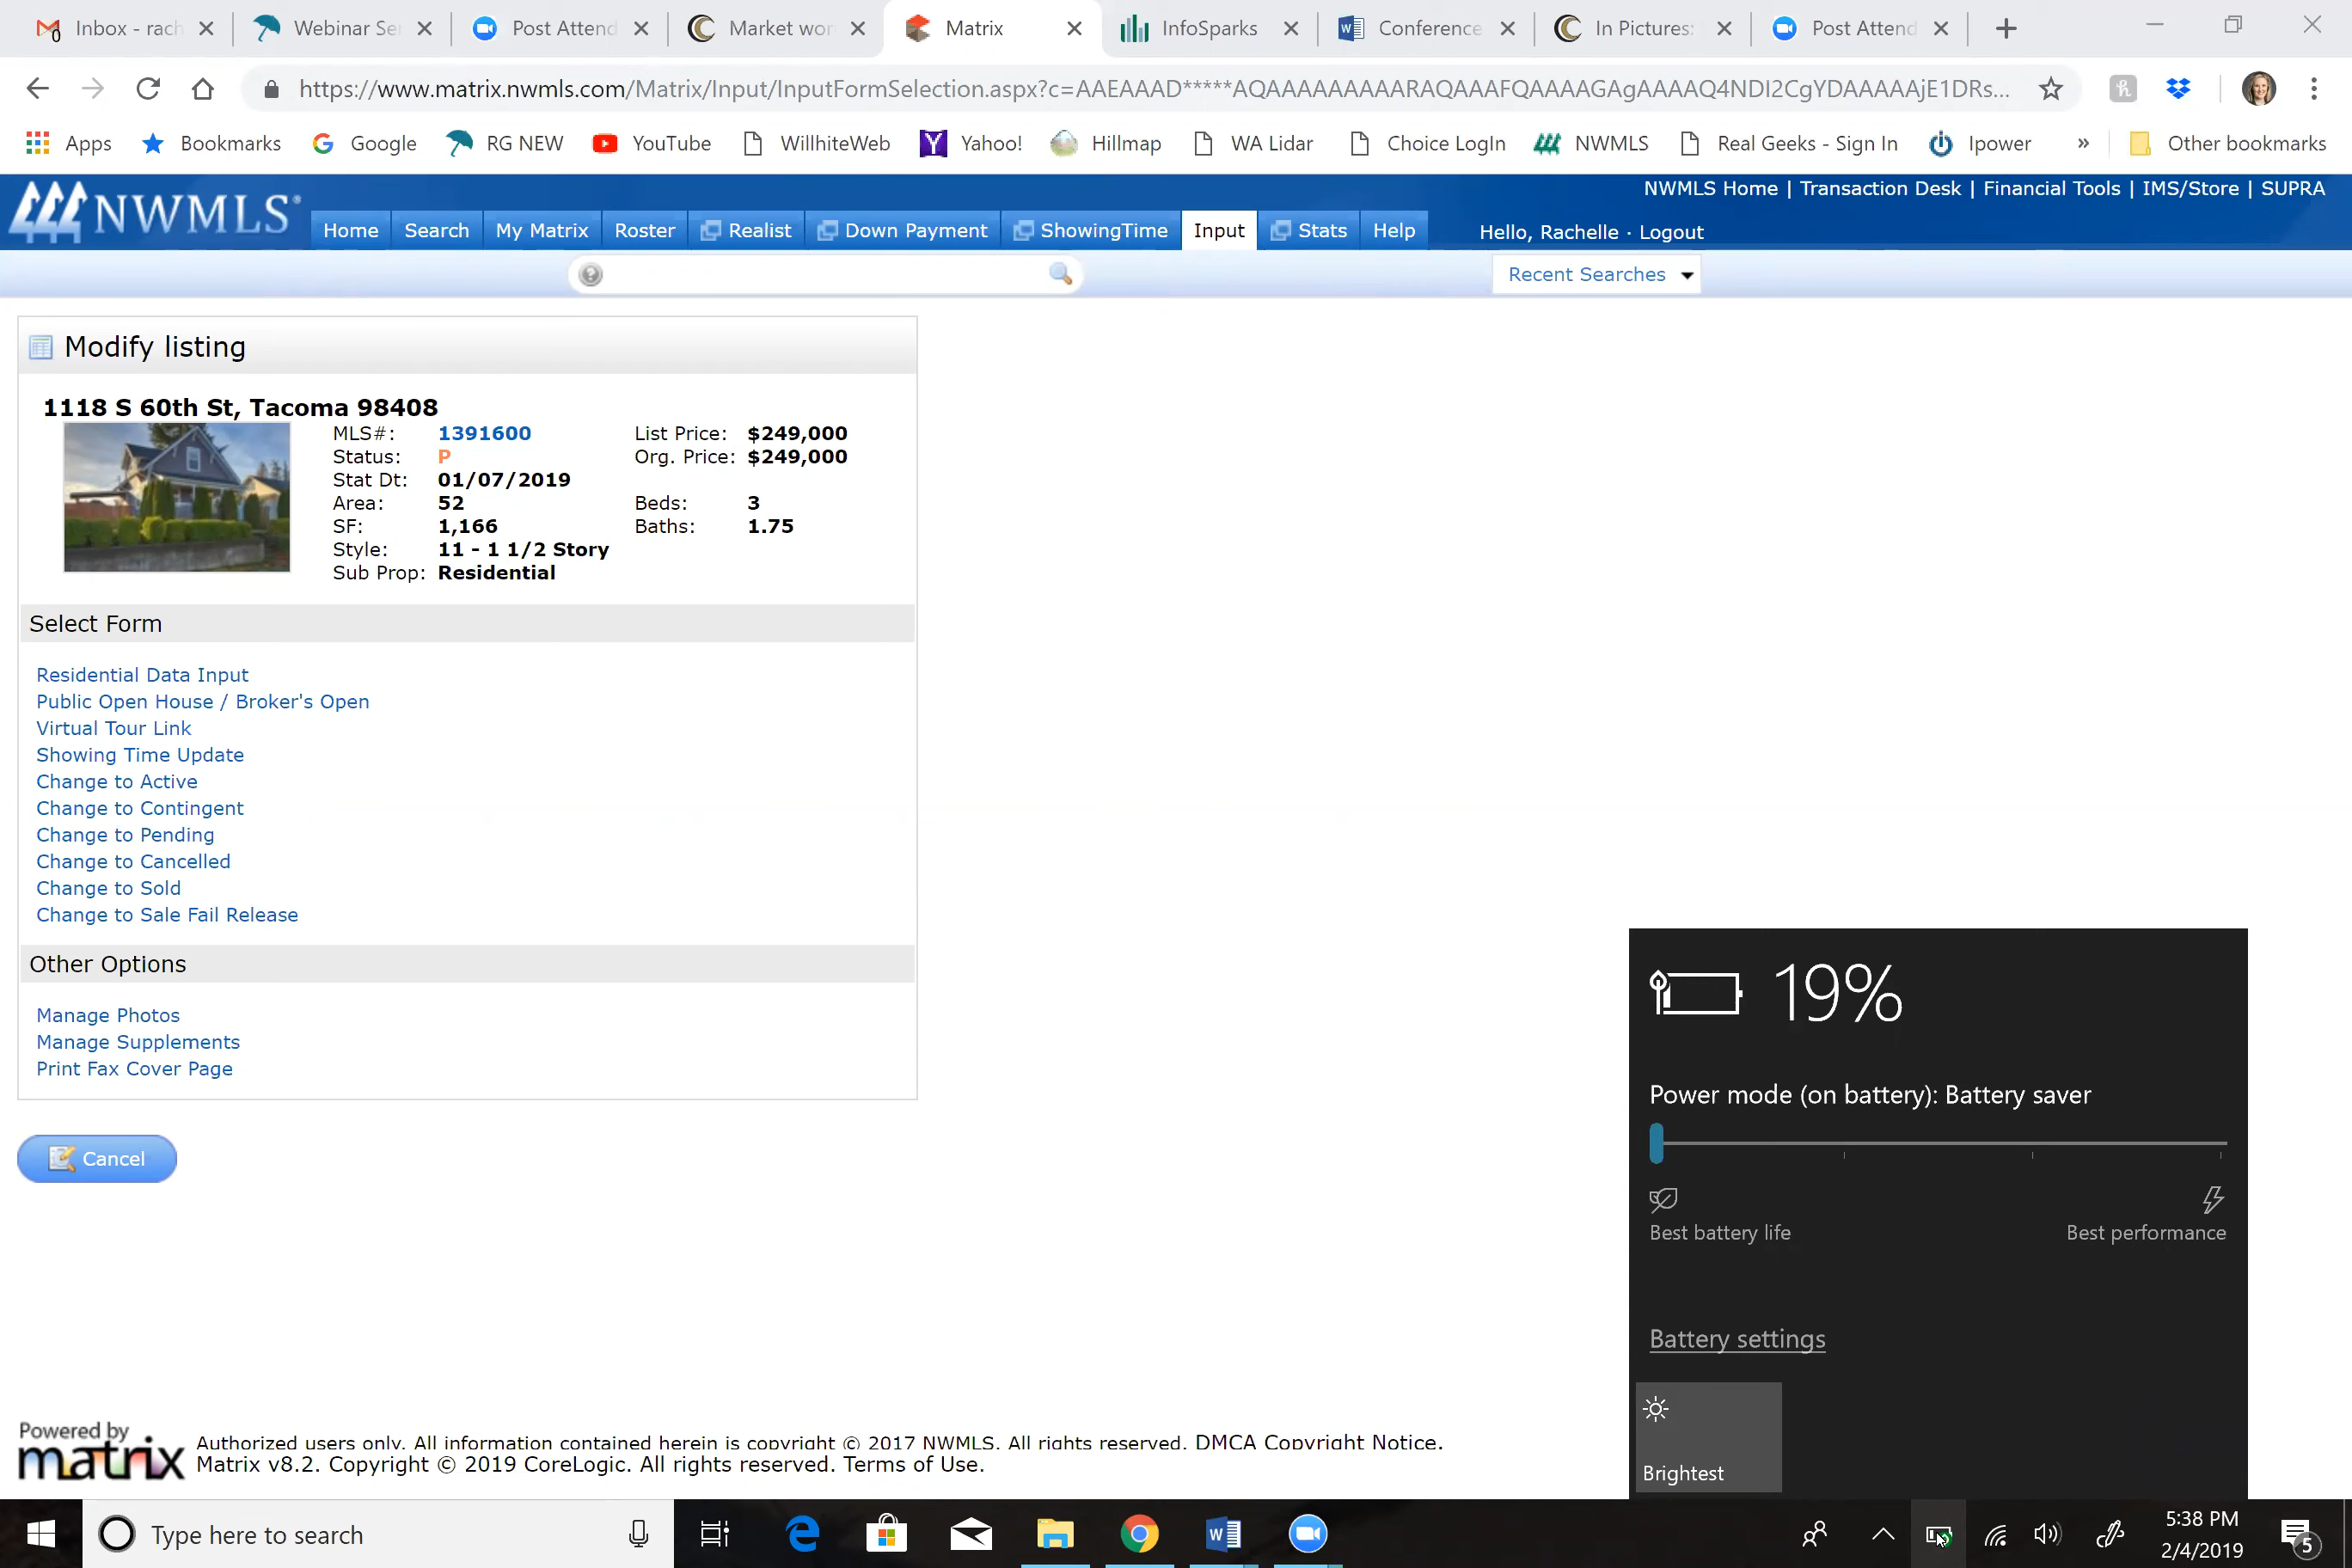 Inbox - rach
Webinar Ser
Post Attend
Market wor
Matrix
InfoSparks
Conference
In Pictures:
Post Attend
https://www.matrix.nwmls.com/Matrix/Input/InputFormSelection.aspx?c=AAEAAAD*****AQAAAAAAAAARAQAAAFQAAAAGAgAAAAQ4NDI2CgYDAAAAAjE1DRs...
Apps Bookmarks Google RG NEW YouTube WillhiteWeb Yahoo! Hillmap WA Lidar Choice LogIn NWMLS Real Geeks - Sign In Ipower » Other bookmarks
NWMLS Home | Transaction Desk | Financial Tools | IMS/Store | SUPRA
NWMLS®
Home Search My Matrix Roster Realist Down Payment ShowingTime Input Stats Help
Hello, Rachelle · Logout
Recent Searches
Modify listing
1118 S 60th St, Tacoma 98408
MLS#: 1391600 List Price: $249,000
Status: P Org. Price: $249,000
Stat Dt: 01/07/2019
Area: 52 Beds: 3
SF: 1,166 Baths: 1.75
Style: 11 - 1 1/2 Story
Sub Prop: Residential
Select Form
Residential Data Input
Public Open House / Broker's Open
Virtual Tour Link
Showing Time Update
Change to Active
Change to Contingent
Change to Pending
Change to Cancelled
Change to Sold
Change to Sale Fail Release
Other Options
Manage Photos
Manage Supplements
Print Fax Cover Page
Cancel
19%
Power mode (on battery): Battery saver
Best battery life Best performance
Battery settings
Brightest
Powered by
matrix
Authorized users only. All information contained herein is copyright © 2017 NWMLS. All rights reserved. DMCA Copyright Notice.
Matrix v8.2. Copyright © 2019 CoreLogic. All rights reserved. Terms of Use.
Type here to search
5:38 PM
2/4/2019
5